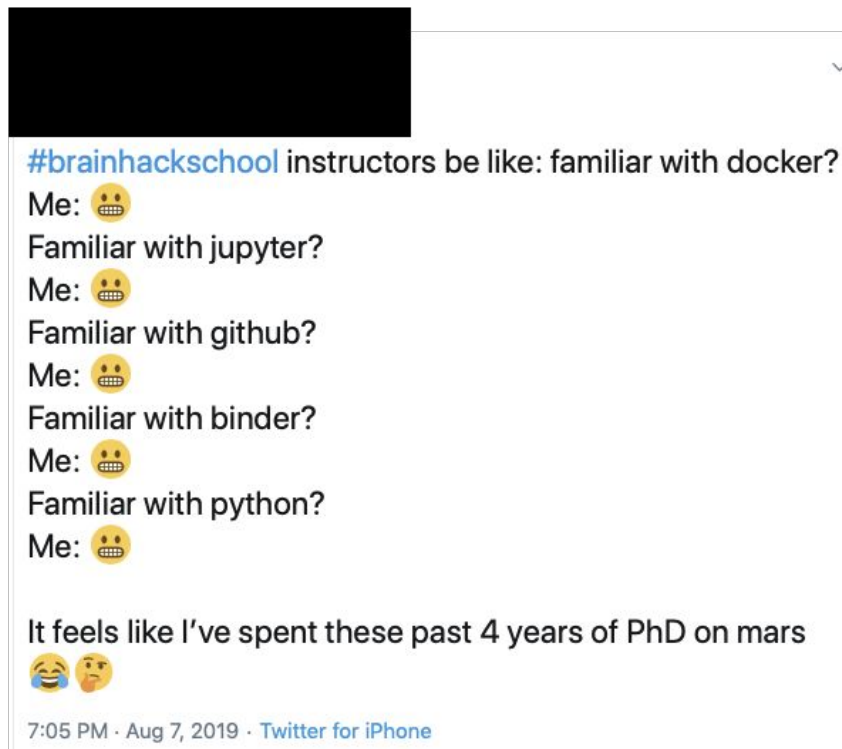 #brainhackschool instructors be like: familiar with docker?
Me: 😬
Familiar with jupyter?
Me: 😬
Familiar with github?
Me: 😬
Familiar with binder?
Me: 😬
Familiar with python?
Me: 😬
It feels like I've spent these past 4 years of PhD on mars
😂🤔
7:05 PM · Aug 7, 2019 · Twitter for iPhone